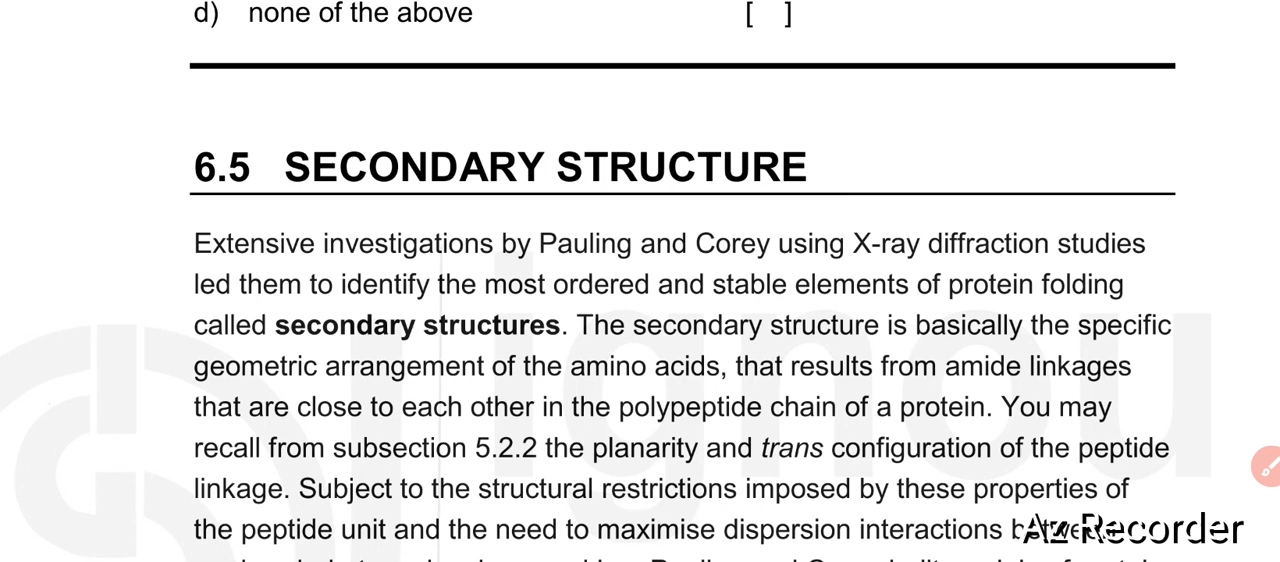 d) none of the above [ ]
6.5 SECONDARY STRUCTURE
Extensive investigations by Pauling and Corey using X-ray diffraction studies
led them to identify the most ordered and stable elements of protein folding
called secondary structures. The secondary structure is basically the specific
geometric arrangement of the amino acids, that results from amide linkages
that are close to each other in the polypeptide chain of a protein. You may
recall from subsection 5.2.2 the planarity and trans configuration of the peptide
linkage. Subject to the structural restrictions imposed by these properties of
the peptide unit and the need to maximise dispersion interactions
Az Recorder
ignou